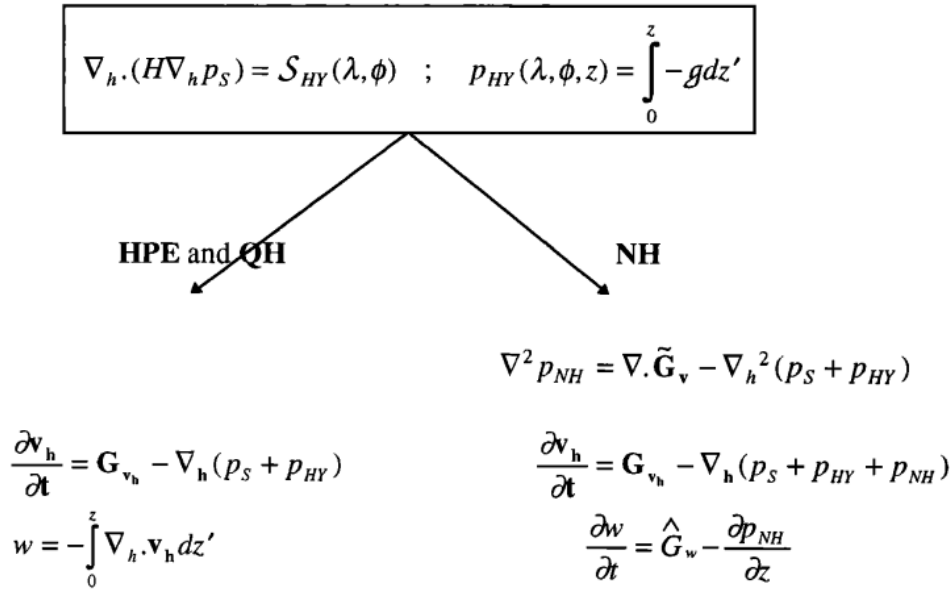 ∇_h.(H∇_h p_S) = S_HY(λ,ϕ) ; p_HY(λ,ϕ,z) = ∫_0^z −gdz′
HPE and QH NH
∇² p_NH = ∇.G̃_v − ∇_h²(p_S + p_HY)
∂v_h/∂t = G_v_h − ∇_h(p_S + p_HY) ∂v_h/∂t = G_v_h − ∇_h(p_S + p_HY + p_NH)
w = −∫_0^z ∇_h.v_h dz′ ∂w/∂t = Ĝ_w − ∂p_NH/∂z